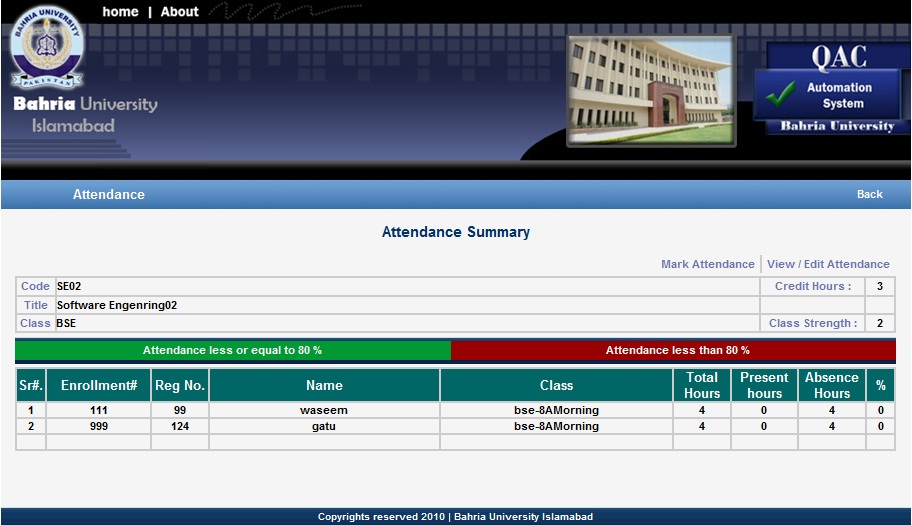 home | About
BAHRIA UNIVERSITY
PAKISTAN
Bahria University
Islamabad
QAC
Automation
System
Bahria University
Attendance Back
Attendance Summary
Mark Attendance View / Edit Attendance
Code SE02 Credit Hours : 3
Title Software Engenring02
Class BSE Class Strength : 2
Attendance less or equal to 80 % Attendance less than 80 %
Sr#. Enrollment# Reg No. Name Class Total Hours Present hours Absence Hours %
1 111 99 waseem bse-8AMorning 4 0 4 0
2 999 124 gatu bse-8AMorning 4 0 4 0
Copyrights reserved 2010 | Bahria University Islamabad